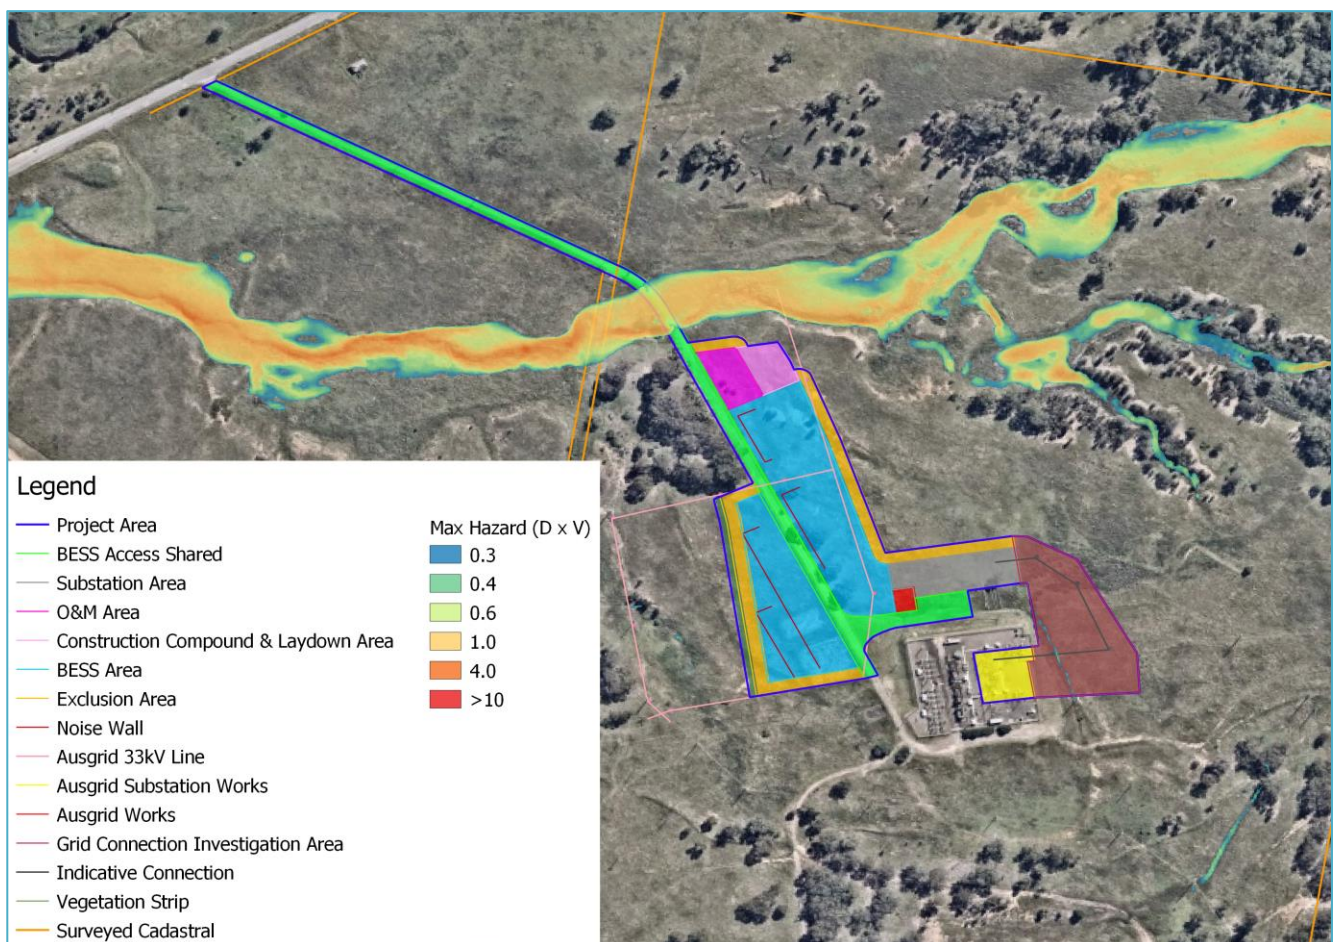 Legend
Project Area
BESS Access Shared
Substation Area
O&M Area
Construction Compound & Laydown Area
BESS Area
Exclusion Area
Noise Wall
Ausgrid 33kV Line
Ausgrid Substation Works
Ausgrid Works
Grid Connection Investigation Area
Indicative Connection
Vegetation Strip
Surveyed Cadastral
Max Hazard (D x V)
0.3
0.4
0.6
1.0
4.0
>10